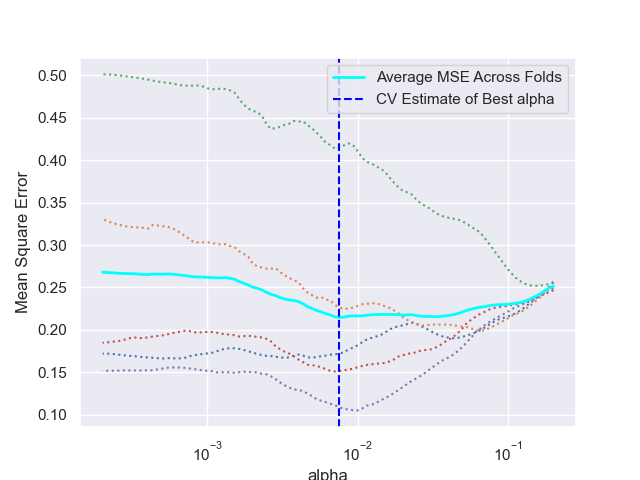 Average MSE Across Folds
CV Estimate of Best alpha
Mean Square Error
0.50
0.45
0.40
0.35
0.30
0.25
0.20
0.15
0.10
10⁻³ 10⁻² 10⁻¹
alpha